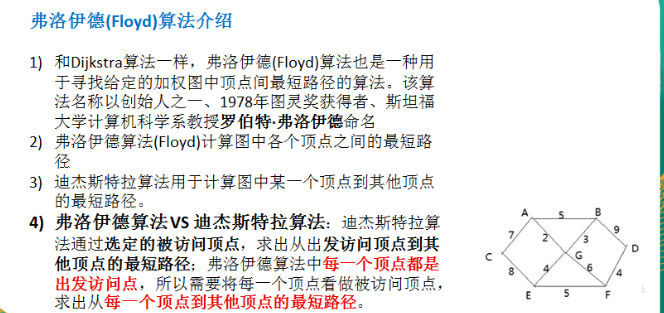 弗洛伊德(Floyd)算法介绍
1) 和Dijkstra算法一样，弗洛伊德(Floyd)算法也是一种用
于寻找给定的加权图中顶点间最短路径的算法。该算
法名称以创始人之一、1978年图灵奖获得者、斯坦福
大学计算机科学系教授罗伯特·弗洛伊德命名
2) 弗洛伊德算法(Floyd)计算图中各个顶点之间的最短路
径
3) 迪杰斯特拉算法用于计算图中某一个顶点到其他顶点
的最短路径。
4) 弗洛伊德算法 VS 迪杰斯特拉算法：迪杰斯特拉算
法通过选定的被访问顶点，求出从出发访问顶点到其
他顶点的最短路径；弗洛伊德算法中每一个顶点都是
出发访问点，所以需要将每一个顶点看做被访问顶点，
求出从每一个顶点到其他顶点的最短路径。
A 5 B
7 2 3 9
C G D
8 4 6 4
E 5 F